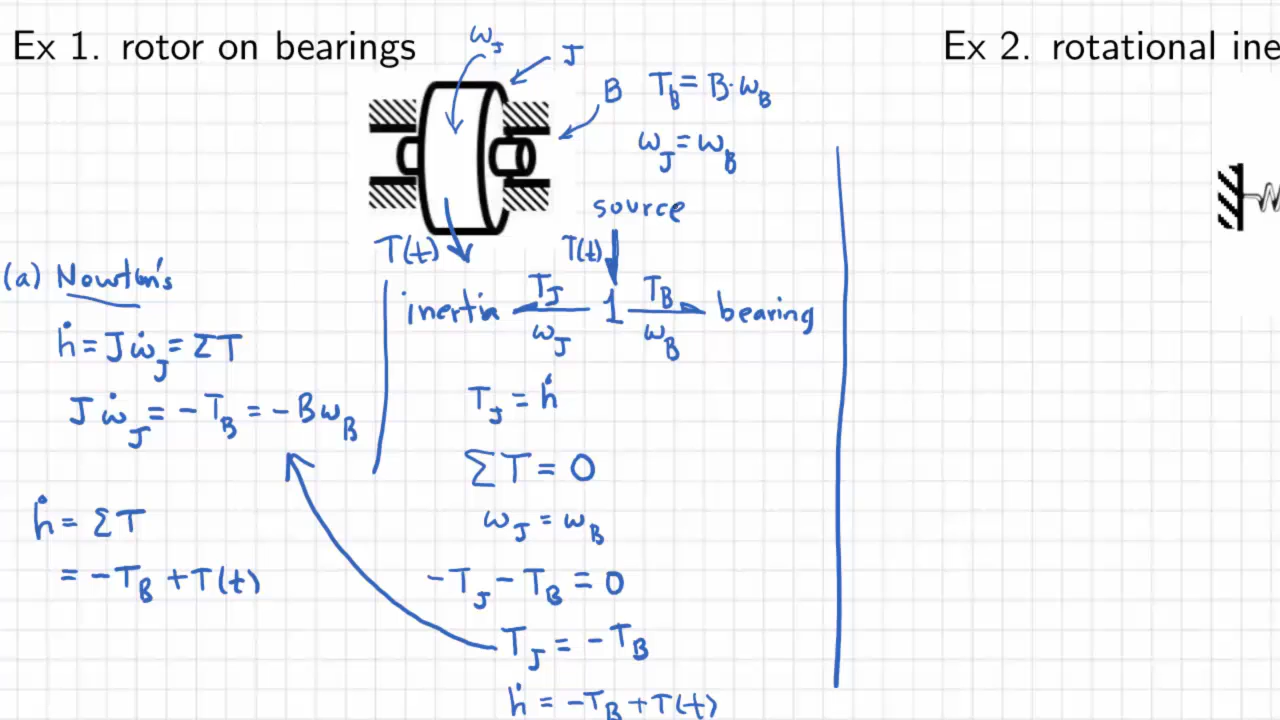 Ex 1. rotor on bearings
Ex 2. rotational ine
ω_J
J
B
T_B = B·ω_B
ω_J = ω_B
source
T(t)
T(t)
(a) Newton's
inertia T_J ω_J 1 T_B ω_B bearing
ḣ = Jω̇_J = ΣT
Jω̇_J = -T_B = -Bω_B
T_J = ḣ
ΣT = 0
ḣ = ΣT
ω_J = ω_B
= -T_B + T(t)
-T_J - T_B = 0
T_J = -T_B
ḣ = -T_B + T(t)